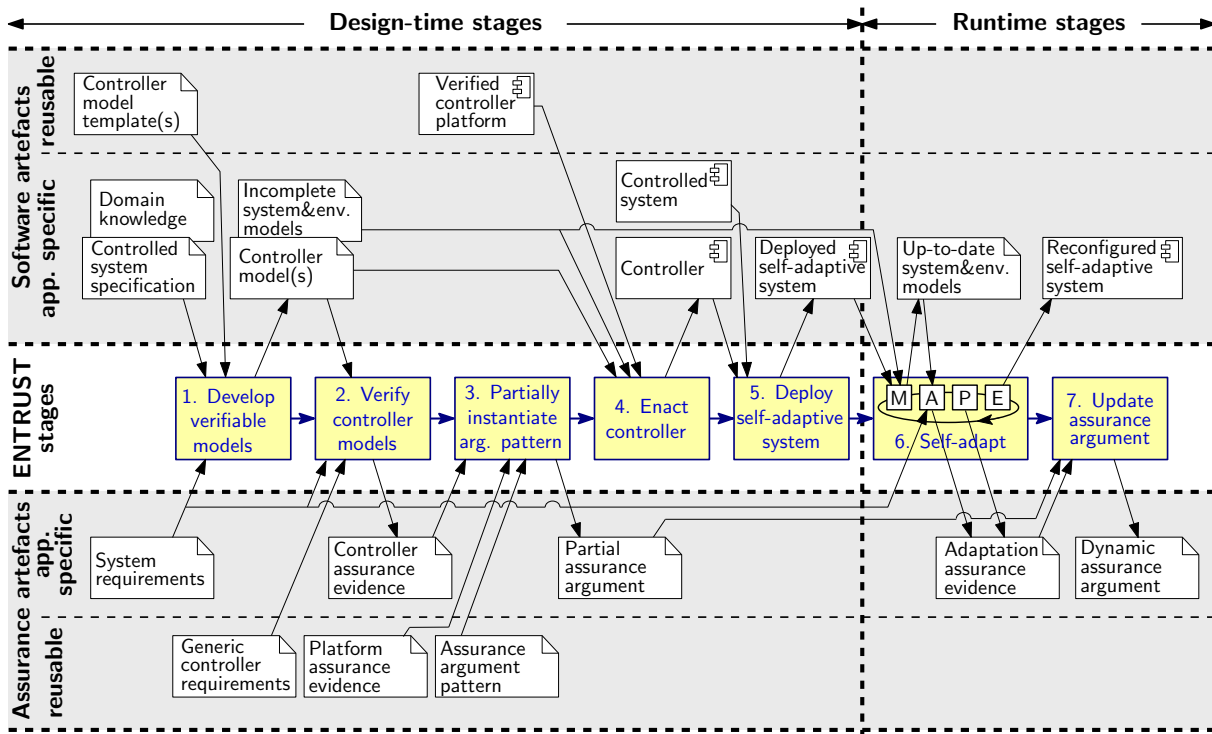 Design-time stages
Runtime stages
Software artefacts
reusable
Controller
model
template(s)
Verified
controller
platform
app. specific
Domain
knowledge
Controlled
system
specification
Incomplete
system&env.
models
Controller
model(s)
Controlled
system
Controller
Deployed
self-adaptive
system
Up-to-date
system&env.
models
Reconfigured
self-adaptive
system
ENTRUST
stages
1. Develop
verifiable
models
2. Verify
controller
models
3. Partially
instantiate
arg. pattern
4. Enact
controller
5. Deploy
self-adaptive
system
M A P E
6. Self-adapt
7. Update
assurance
argument
Assurance artefacts
app.
specific
System
requirements
Controller
assurance
evidence
Partial
assurance
argument
Adaptation
assurance
evidence
Dynamic
assurance
argument
reusable
Generic
controller
requirements
Platform
assurance
evidence
Assurance
argument
pattern